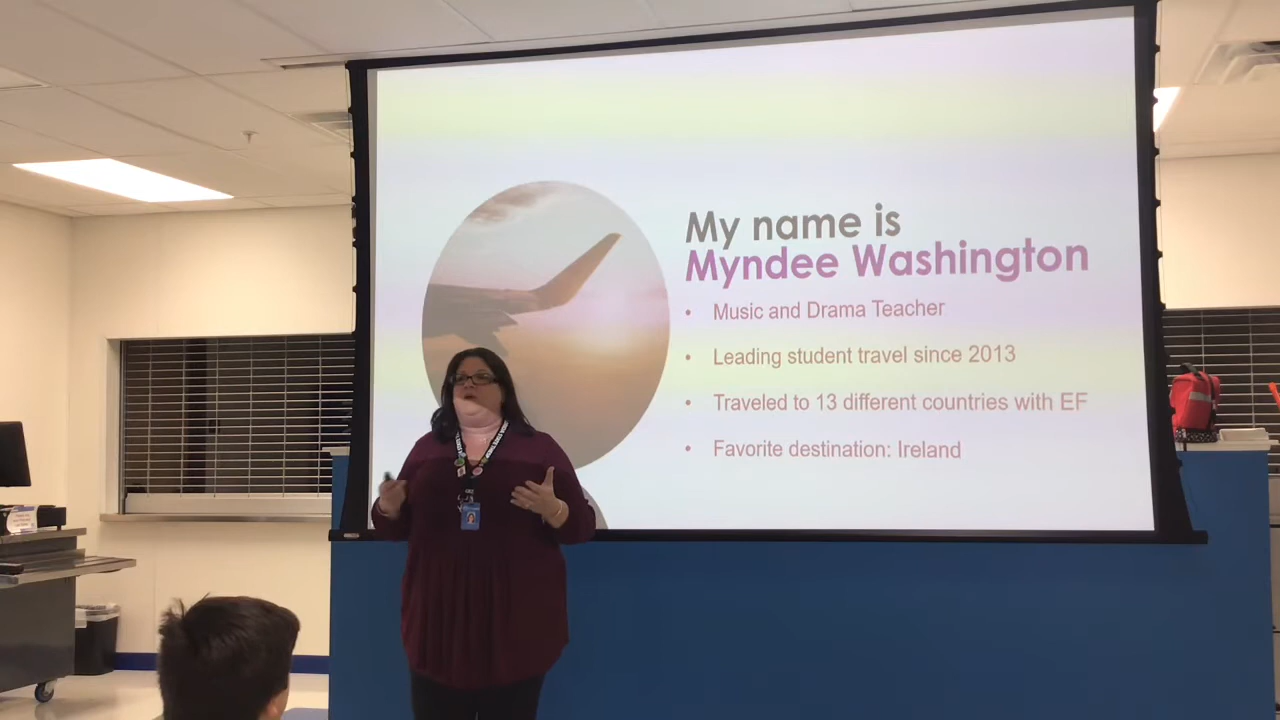 My name is
Myndee Washington
• Music and Drama Teacher
• Leading student travel since 2013
• Traveled to 13 different countries with EF
• Favorite destination: Ireland